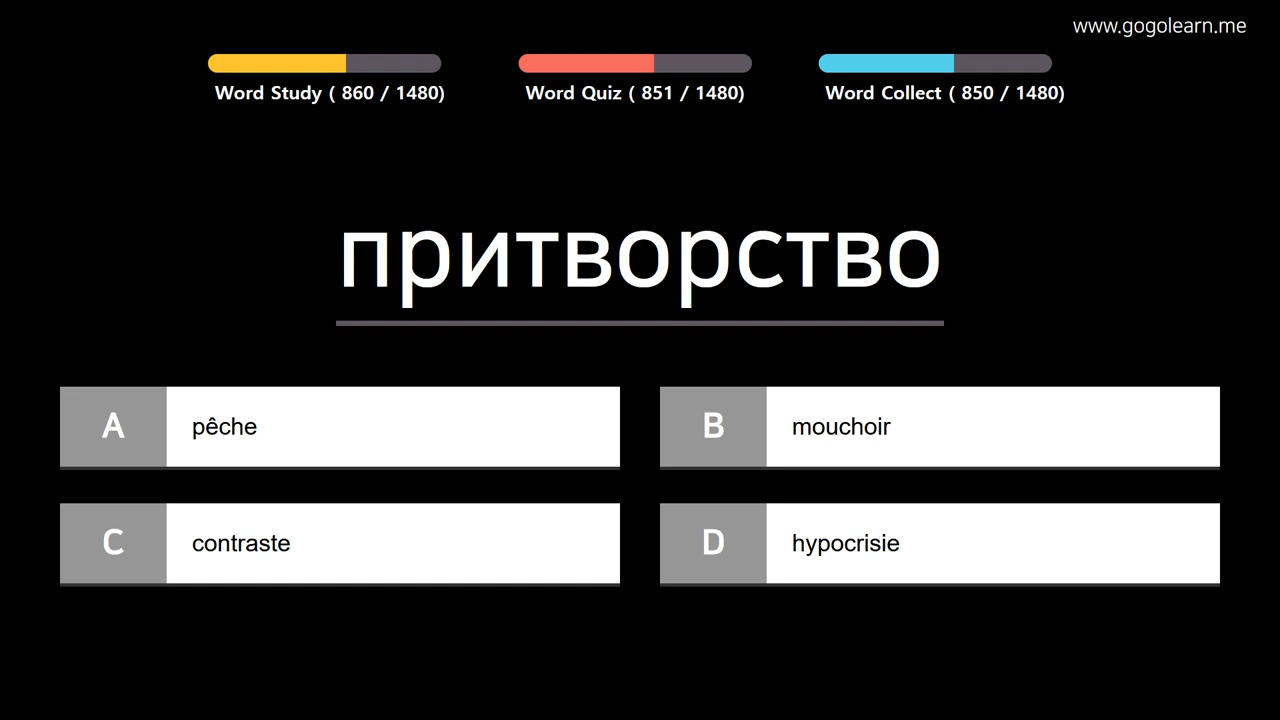 www.gogolearn.me
Word Study ( 860 / 1480)
Word Quiz ( 851 / 1480)
Word Collect ( 850 / 1480)
притворство
A pêche
B mouchoir
C contraste
D hypocrisie